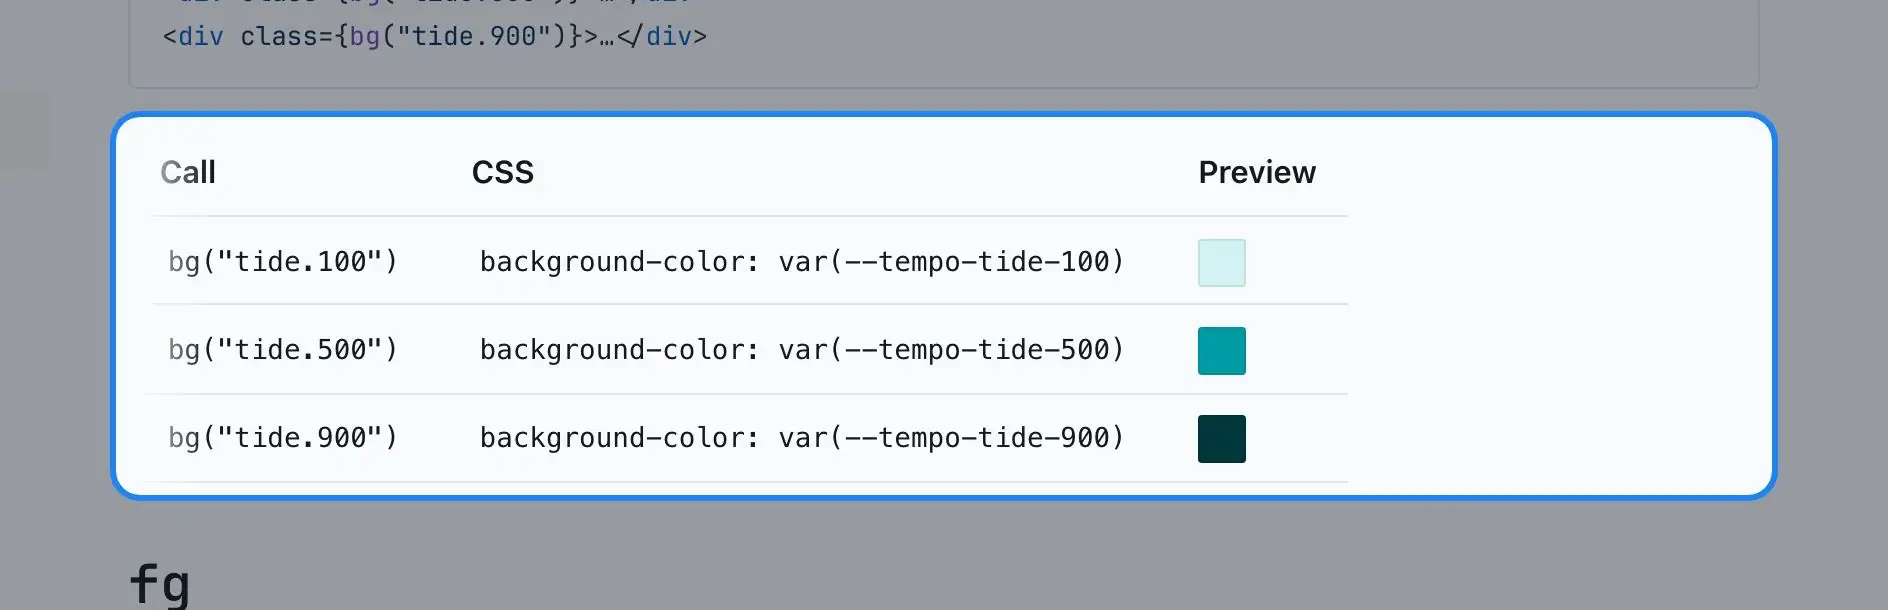 <div class={bg("tide.900")}>…</div>
Call CSS Preview
bg("tide.100") background-color: var(--tempo-tide-100)
bg("tide.500") background-color: var(--tempo-tide-500)
bg("tide.900") background-color: var(--tempo-tide-900)
fg